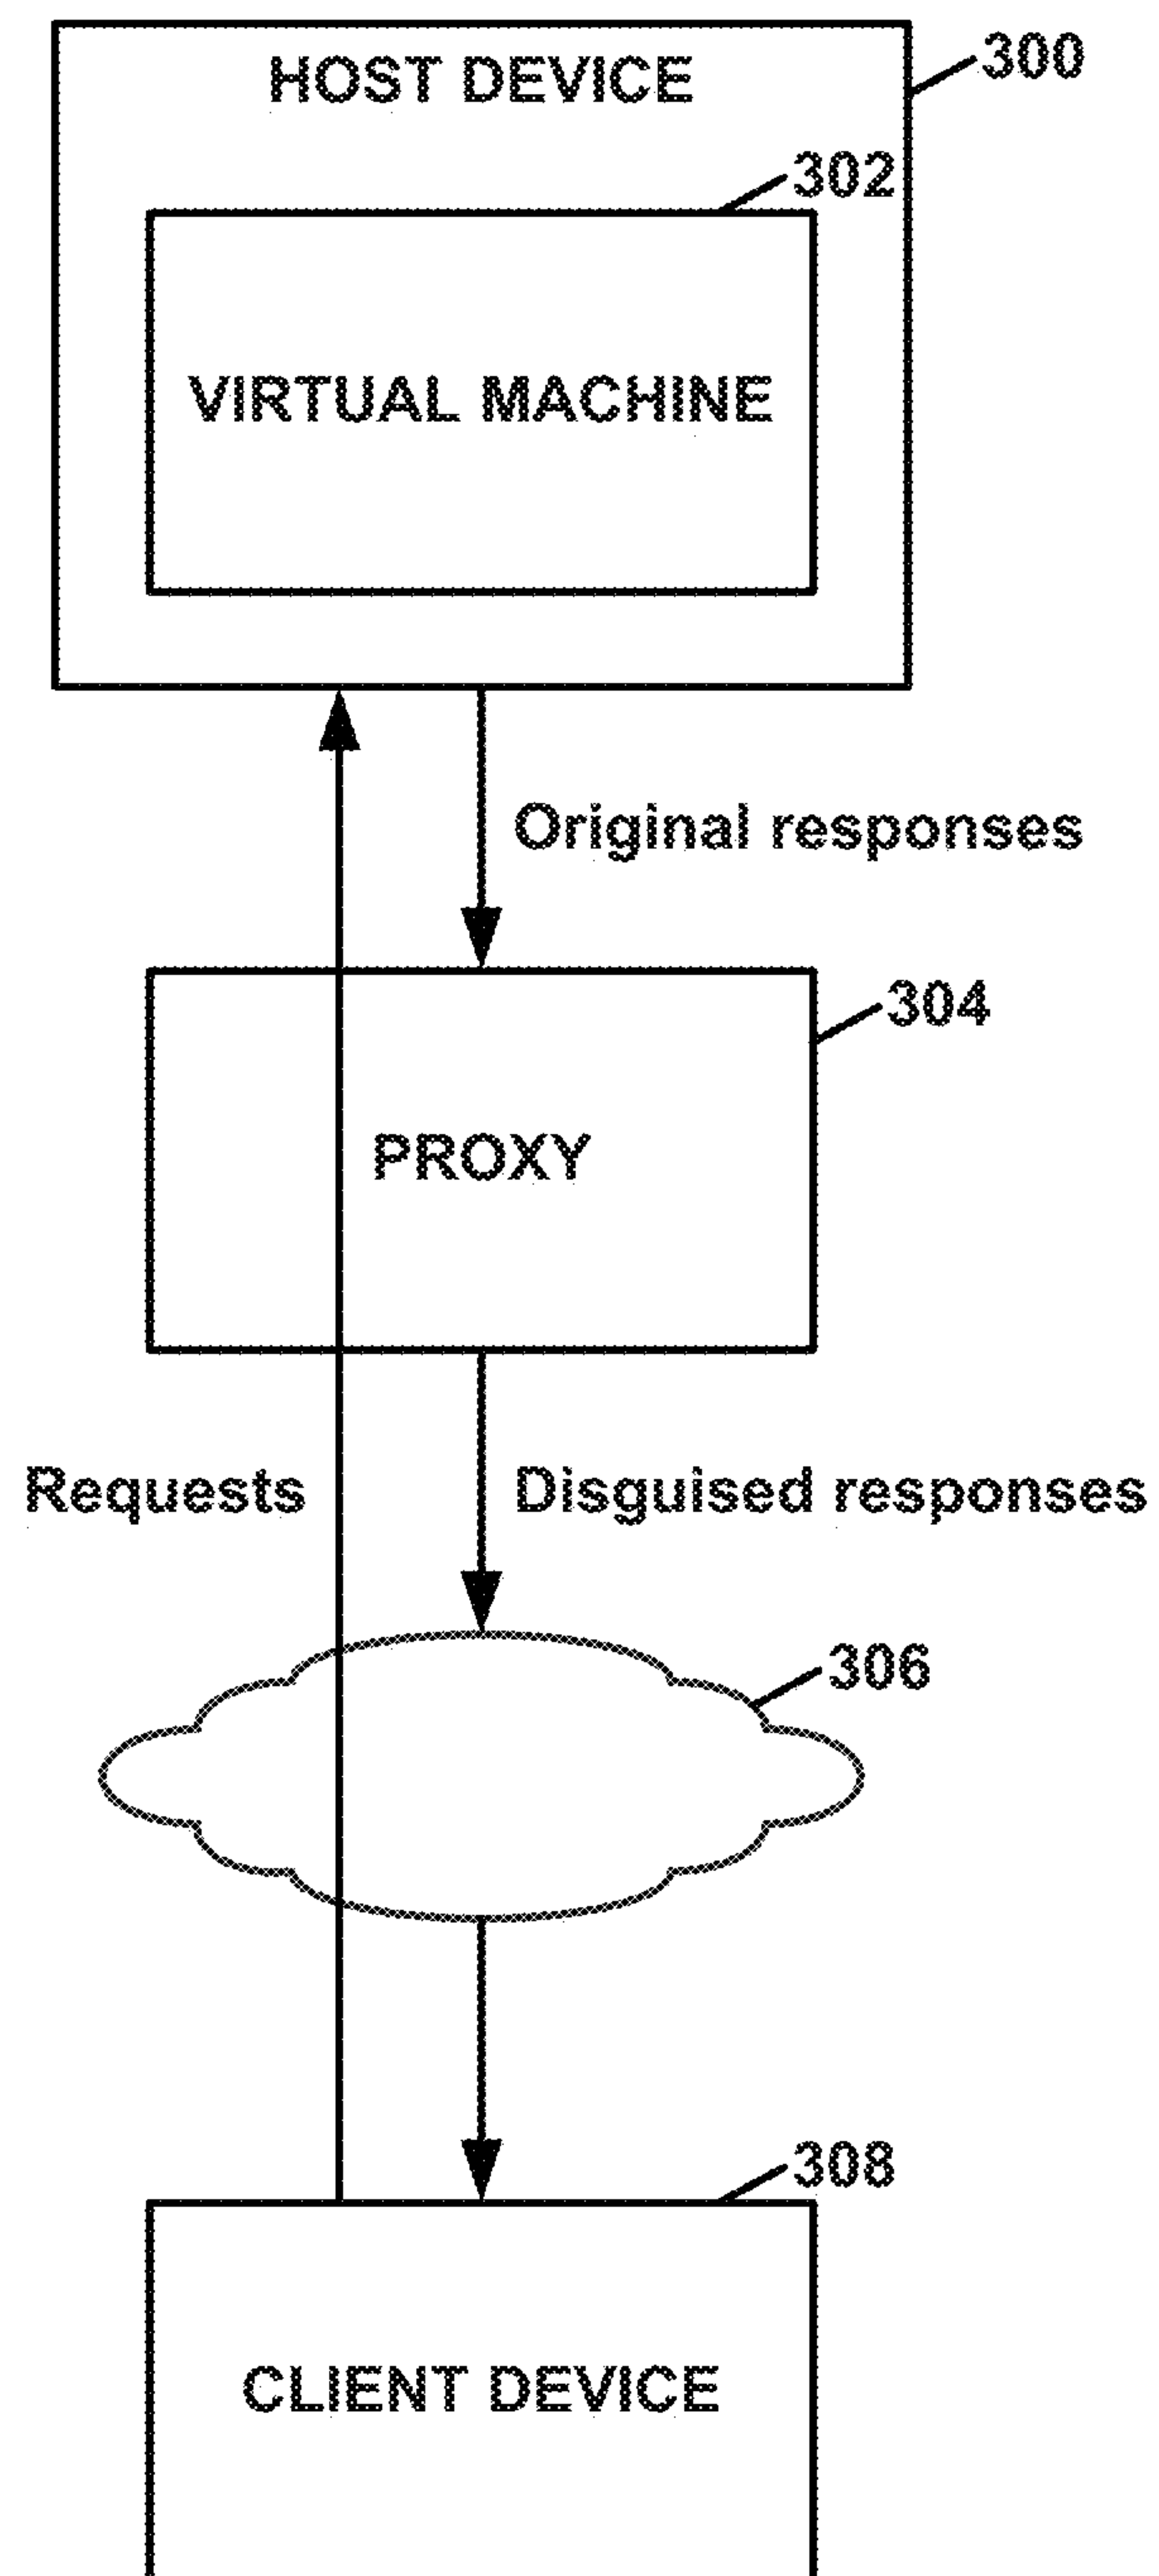 HOST DEVICE
300
302
VIRTUAL MACHINE
Original responses
304
PROXY
Requests
Disguised responses
306
308
CLIENT DEVICE